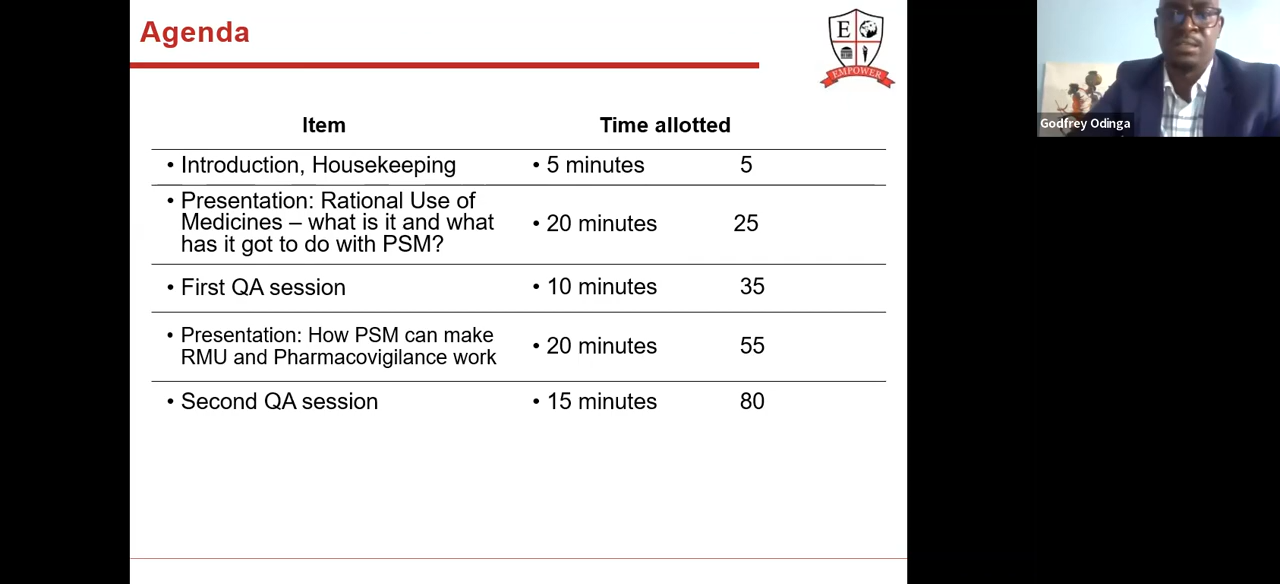 Agenda
E
EMPOWER
Godfrey Odinga
Item Time allotted
• Introduction, Housekeeping • 5 minutes 5
• Presentation: Rational Use of
Medicines – what is it and what
has it got to do with PSM?
• 20 minutes 25
• First QA session • 10 minutes 35
• Presentation: How PSM can make
RMU and Pharmacovigilance work
• 20 minutes 55
• Second QA session • 15 minutes 80